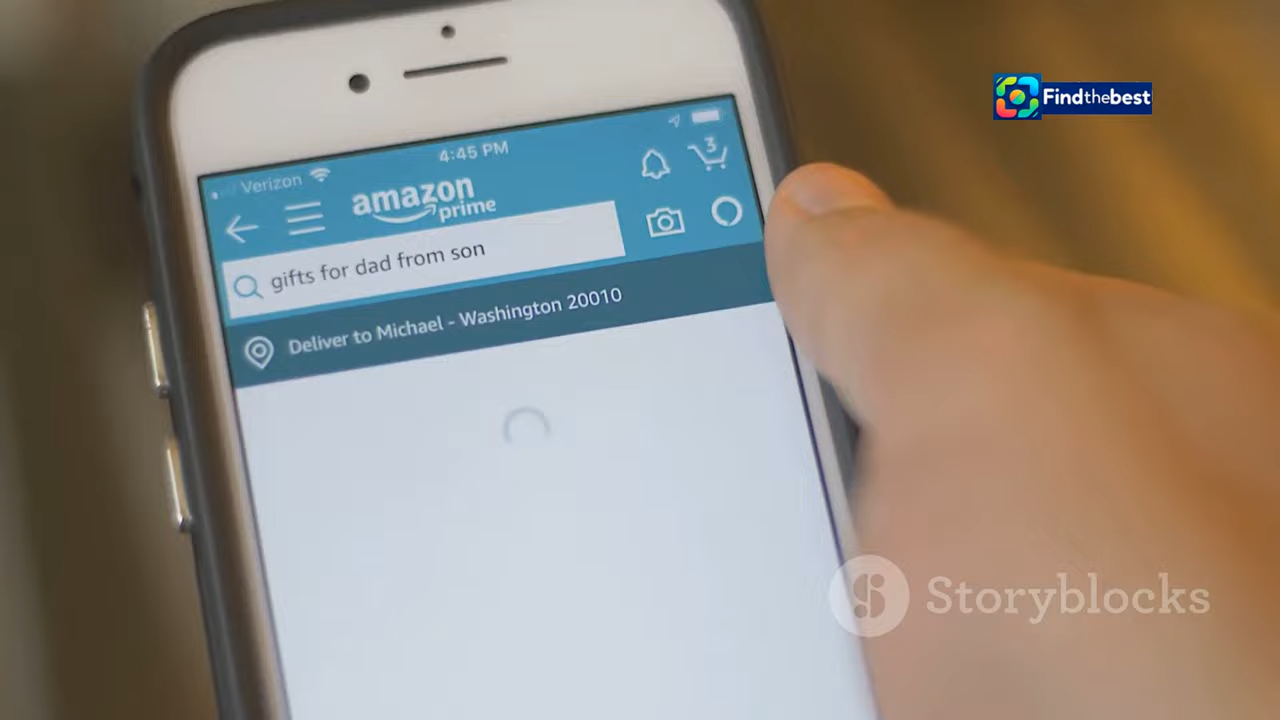 Findthebest
4:45 PM
Verizon
3
amazon
prime
gifts for dad from son
Deliver to Michael - Washington 20010
Storyblocks